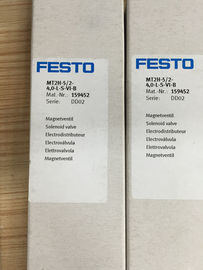 FESTO
MT2H-5/2-
4,0-L-S-VI-B
Mat.-Nr.: 159452
Serie: DD02
Magnetventil
Solenoid valve
Electrodistributeur
Electroválvula
Elettrovalvola
Magnetventil
FESTO
MT2H-5/2-
4,0-L-S-VI-B
Mat.-Nr.: 159452
Serie: DD02
Magnetventil
Solenoid valve
Electrodistributeur
Electroválvula
Elettrovalvola
Magnetventil